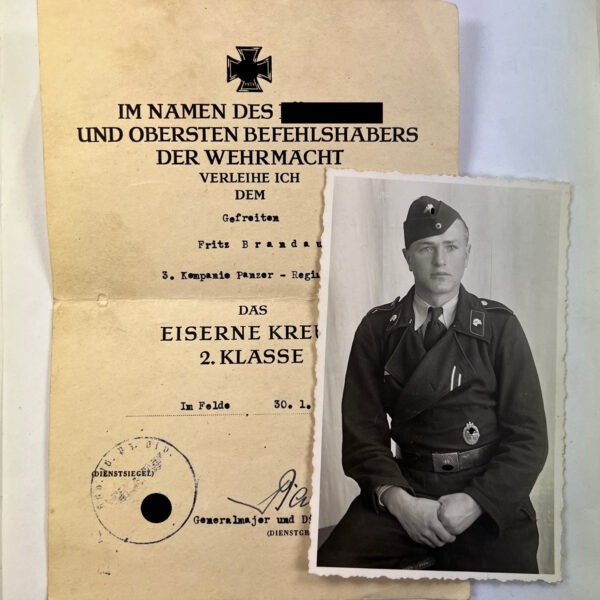 IM NAMEN DES
UND OBERSTEN BEFEHLSHABERS
DER WEHRMACHT
VERLEIHE ICH
DEM
Gefreiten
Fritz Brandau
3. Kompanie Panzer - Regi
DAS
EISERNE KREU
2. KLASSE
Im Felde 30. 1.
(DIENSTSIEGEL)
Generalmajor und D
(DIENSTGR